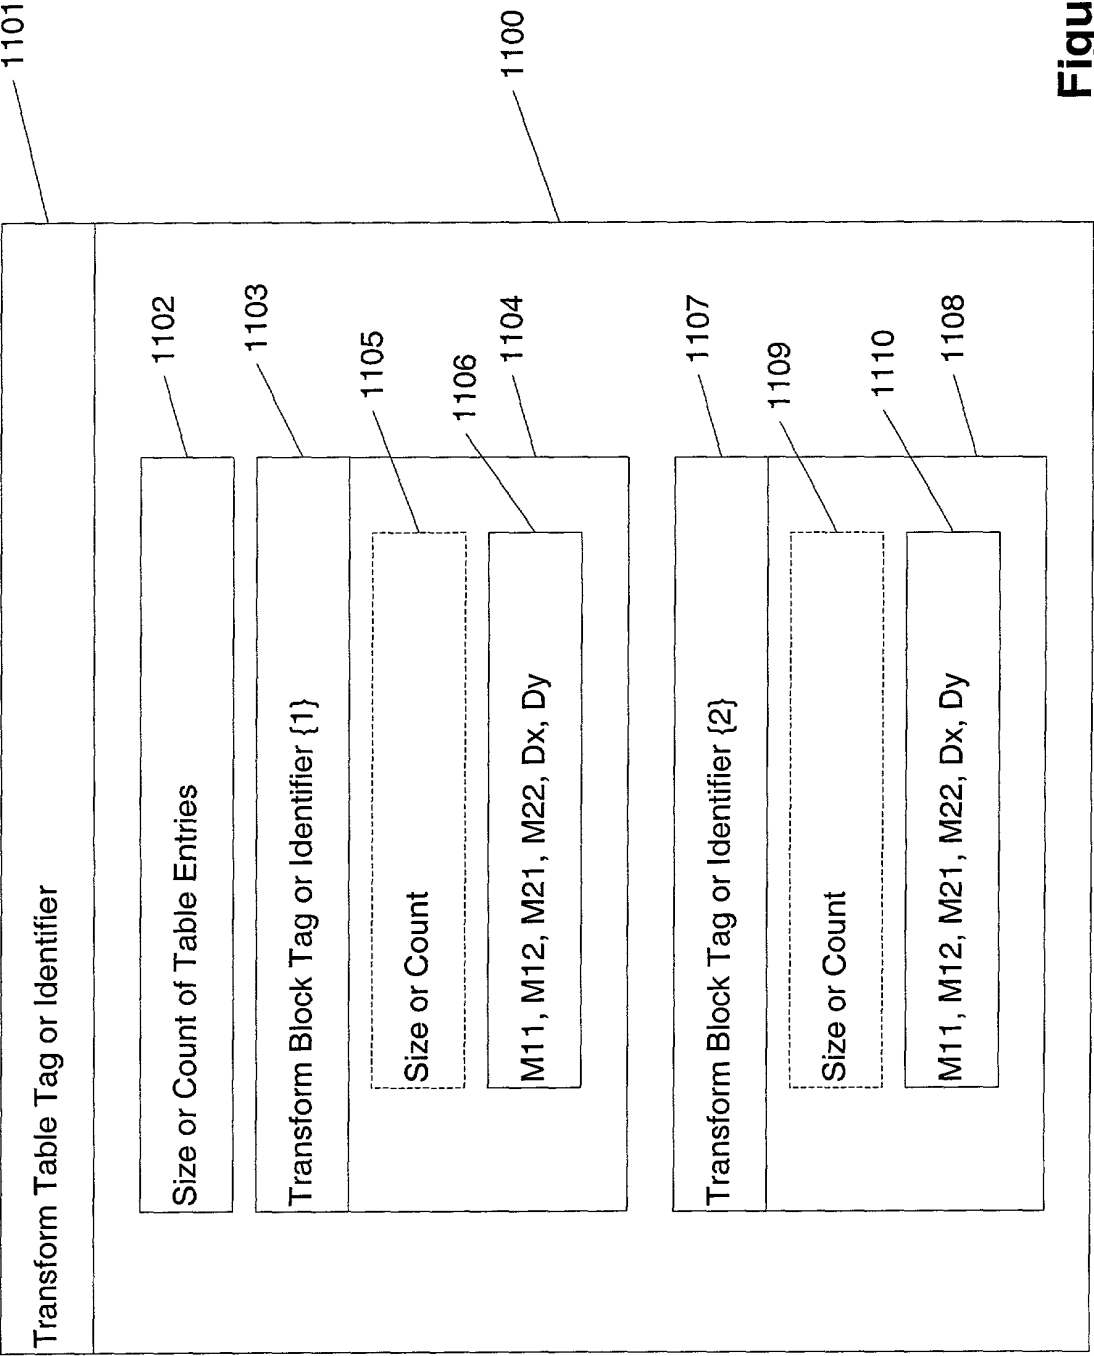 Transform Table Tag or Identifier
1101
Size or Count of Table Entries
1102
Transform Block Tag or Identifier {1}
1103
Size or Count
1105
M11, M12, M21, M22, Dx, Dy
1106
1104
Transform Block Tag or Identifier {2}
1107
Size or Count
1109
M11, M12, M21, M22, Dx, Dy
1110
1108
1100
Figu